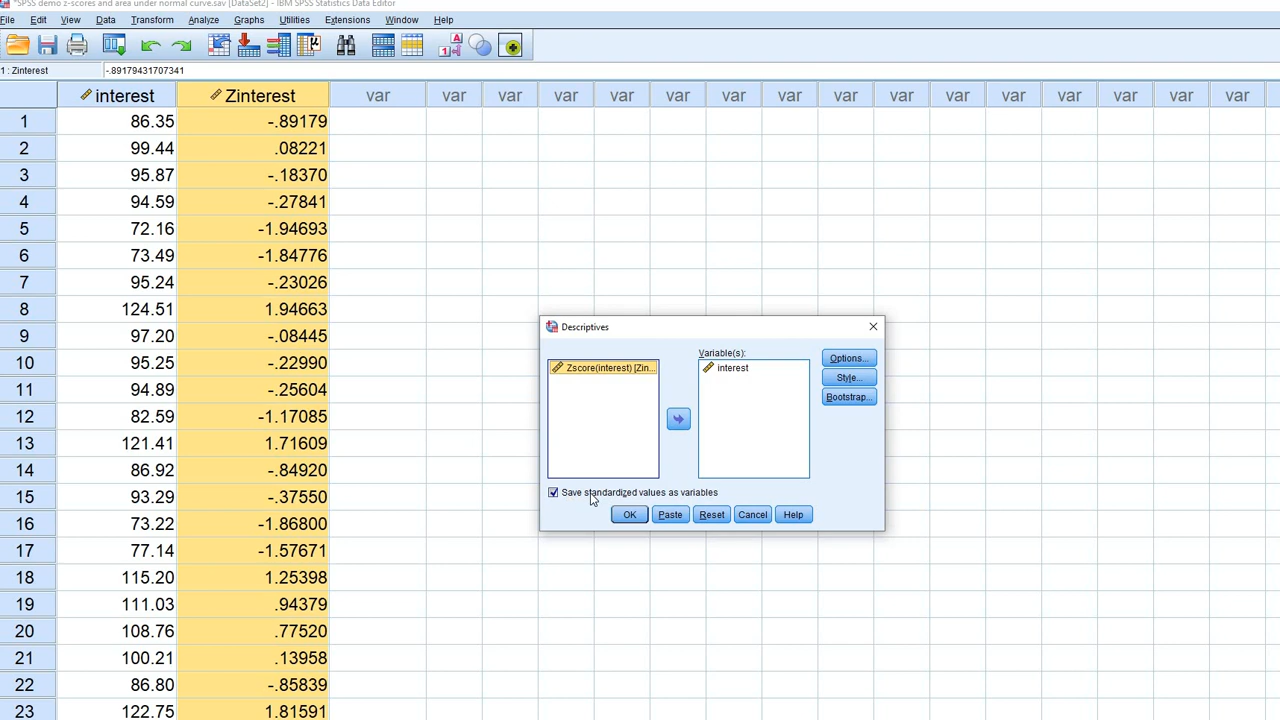 *SPSS demo z-scores and area under normal curve.sav [DataSet2] - IBM SPSS Statistics Data Editor
File Edit View Data Transform Analyze Graphs Utilities Extensions Window Help
1 : Zinterest -.89179431707341
interest Zinterest var var var var var var var var var var var var var var var var
1 86.35 -.89179
2 99.44 .08221
3 95.87 -.18370
4 94.59 -.27841
5 72.16 -1.94693
6 73.49 -1.84776
7 95.24 -.23026
8 124.51 1.94663
9 97.20 -.08445
10 95.25 -.22990
11 94.89 -.25604
12 82.59 -1.17085
13 121.41 1.71609
14 86.92 -.84920
15 93.29 -.37550
16 73.22 -1.86800
17 77.14 -1.57671
18 115.20 1.25398
19 111.03 .94379
20 108.76 .77520
21 100.21 .13958
22 86.80 -.85839
23 122.75 1.81591
Descriptives
Variable(s):
Zscore(interest) [Zin...
interest
Options...
Style...
Bootstrap...
Save standardized values as variables
OK Paste Reset Cancel Help